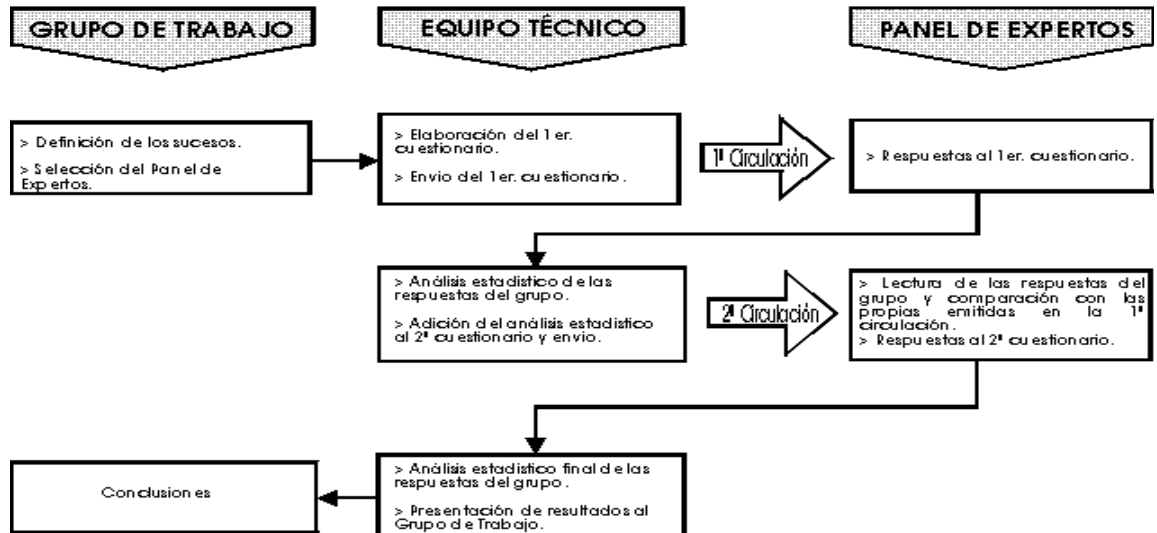 GRUPO DE TRABAJO
EQUIPO TÉCNICO
PANEL DE EXPERTOS
> Definición de los sucesos.
> Selección del Panel de
Expertos.
> Elaboración del 1er.
cuestionario.
> Envio del 1er. cuestionario.
1ª Circulación
> Respuestas al 1er. cuestionario.
> Análisis estadístico de las
respuestas del grupo.
> Adición del análisis estadístico
al 2º cuestionario y envio.
2ª Circulación
> Lectura de las respuestas del
grupo y comparación con las
propias emitidas en la 1ª
circulación.
> Respuestas al 2º cuestionario.
Conclusiones
> Análisis estadístico final de las
respuestas del grupo.
> Presentación de resultados al
Grupo de Trabajo.